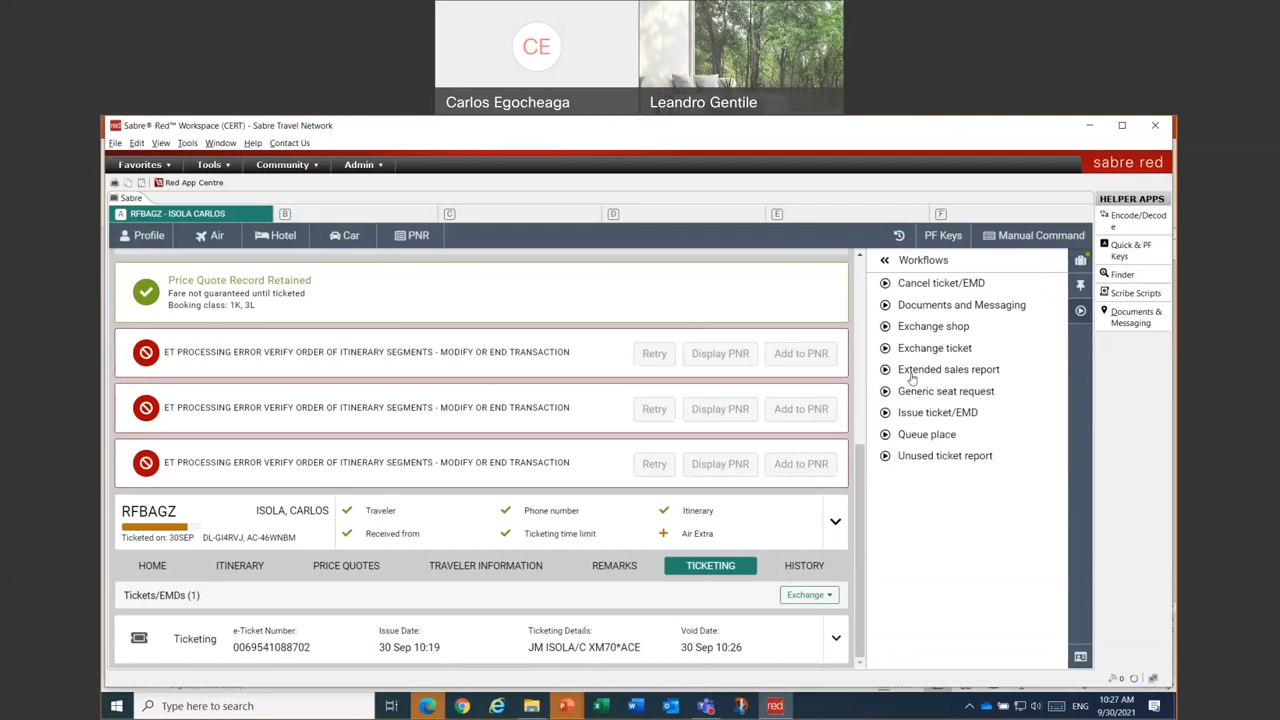 CE
Carlos Egocheaga
Leandro Gentile
red Sabre® Red™ Workspace (CERT) - Sabre Travel Network
File Edit View Tools Window Help Contact Us
Favorites Tools Community Admin
sabre red
Red App Centre
Sabre
HELPER APPS
A RFBAGZ - ISOLA CARLOS B C D E F
Encode/Decod
e
Profile Air Hotel Car PNR PF Keys Manual Command
Quick & PF
Keys
Finder
Scribe Scripts
Documents &
Messaging
Workflows
Cancel ticket/EMD
Documents and Messaging
Exchange shop
Exchange ticket
Extended sales report
Generic seat request
Issue ticket/EMD
Queue place
Unused ticket report
Price Quote Record Retained
Fare not guaranteed until ticketed
Booking class: 1K, 3L
ET PROCESSING ERROR VERIFY ORDER OF ITINERARY SEGMENTS - MODIFY OR END TRANSACTION Retry Display PNR Add to PNR
ET PROCESSING ERROR VERIFY ORDER OF ITINERARY SEGMENTS - MODIFY OR END TRANSACTION Retry Display PNR Add to PNR
ET PROCESSING ERROR VERIFY ORDER OF ITINERARY SEGMENTS - MODIFY OR END TRANSACTION Retry Display PNR Add to PNR
RFBAGZ ISOLA, CARLOS Traveler Phone number Itinerary
Ticketed on: 30SEP DL-GI4RVJ, AC-46WNBM Received from Ticketing time limit Air Extra
HOME ITINERARY PRICE QUOTES TRAVELER INFORMATION REMARKS TICKETING HISTORY
Tickets/EMDs (1) Exchange
Ticketing
e-Ticket Number: Issue Date: Ticketing Details: Void Date:
0069541088702 30 Sep 10:19 JM ISOLA/C XM70*ACE 30 Sep 10:26
0
Type here to search
red
ENG
10:27 AM
9/30/2021